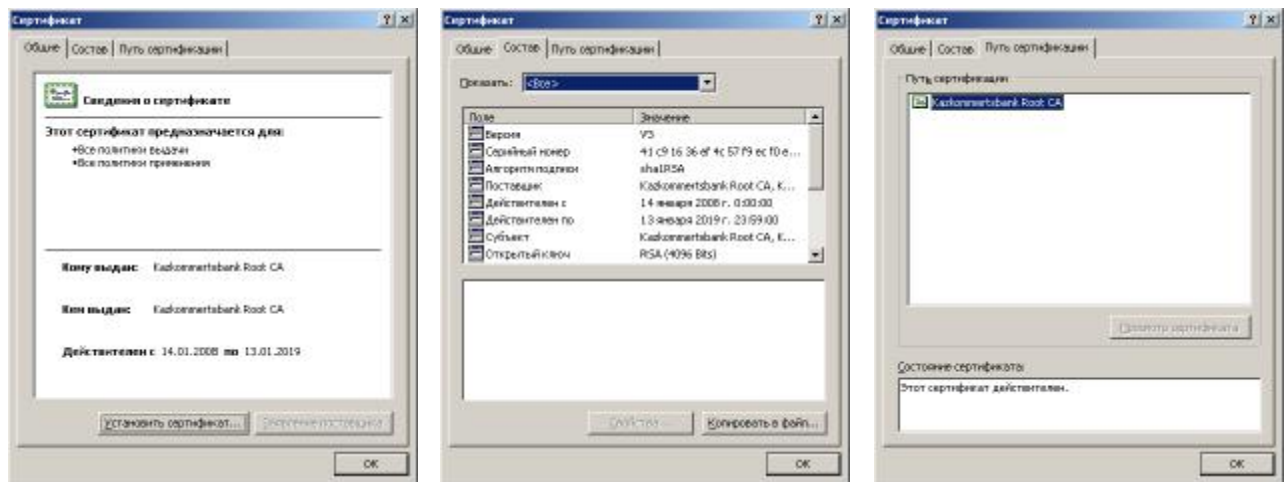 Сертификат
Общие
Состав
Путь сертификации
Сведения о сертификате
Этот сертификат предназначается для:
•Все политики выдачи
•Все политики применения
Кому выдан: Kazkommertsbank Root CA
Кем выдан: Kazkommertsbank Root CA
Действителен с 14.01.2008 по 13.01.2019
Установить сертификат...
Заявление поставщика
OK
Сертификат
Общие
Состав
Путь сертификации
Показать: <Все>
Поле Значение
Версия V3
Серийный номер 41 c9 16 36 ef 4c 57 f9 ec f0 e...
Алгоритм подписи sha1RSA
Поставщик Kazkommertsbank Root CA, K...
Действителен с 14 января 2008 г. 0:00:00
Действителен по 13 января 2019 г. 23:59:00
Субъект Kazkommertsbank Root CA, K...
Открытый ключ RSA (4096 Bits)
Свойства...
Копировать в файл...
OK
Сертификат
Общие
Состав
Путь сертификации
Путь сертификации
Kazkommertsbank Root CA
Просмотр сертификата
Состояние сертификата:
Этот сертификат действителен.
OK